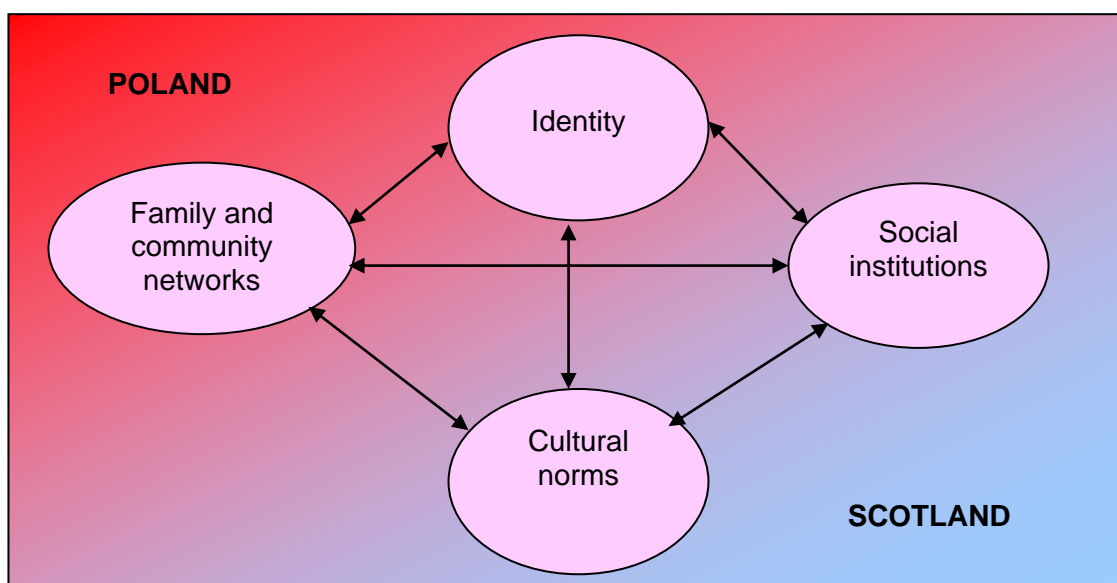 POLAND
Identity
Family and
community
networks
Social
institutions
Cultural
norms
SCOTLAND